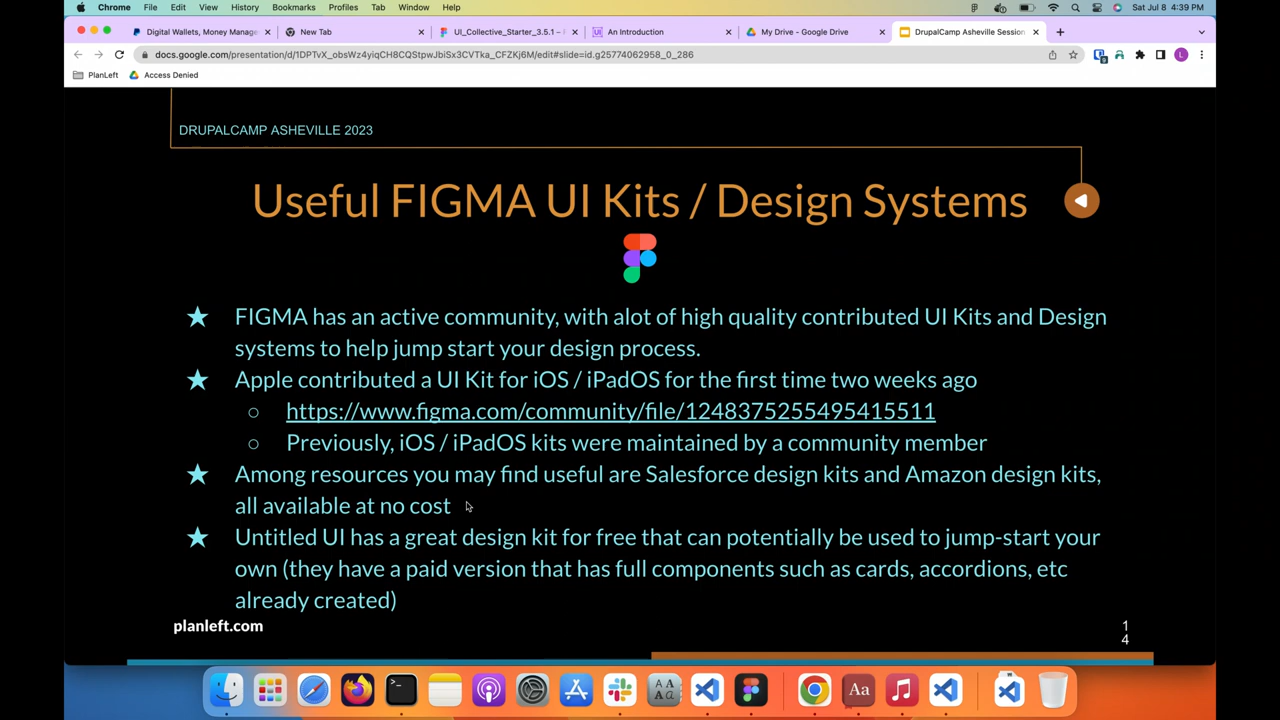 Chrome File Edit View History Bookmarks Profiles Tab Window Help Sat Jul 8 4:39 PM
Digital Wallets, Money Manage New Tab UI_Collective_Starter_3.5.1 – An Introduction My Drive - Google Drive DrupalCamp Asheville Session
docs.google.com/presentation/d/1DPTvX_obsWz4yiqCH8CQStpwJbiSx3CVTka_CFZKj6M/edit#slide=id.g25774062958_0_286
PlanLeft Access Denied
DRUPALCAMP ASHEVILLE 2023
Useful FIGMA UI Kits / Design Systems
FIGMA has an active community, with alot of high quality contributed UI Kits and Design
systems to help jump start your design process.
Apple contributed a UI Kit for iOS / iPadOS for the first time two weeks ago
https://www.figma.com/community/file/1248375255495415511
Previously, iOS / iPadOS kits were maintained by a community member
Among resources you may find useful are Salesforce design kits and Amazon design kits,
all available at no cost
Untitled UI has a great design kit for free that can potentially be used to jump-start your
own (they have a paid version that has full components such as cards, accordions, etc
already created)
planleft.com
1
4